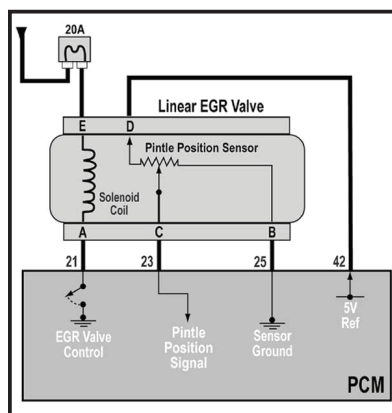 20A
Linear EGR Valve
E D
Pintle Position Sensor
Solenoid
Coil
A C B
21 23 25 42
EGR Valve
Control
Pintle
Position
Signal
Sensor
Ground
5V
Ref
PCM